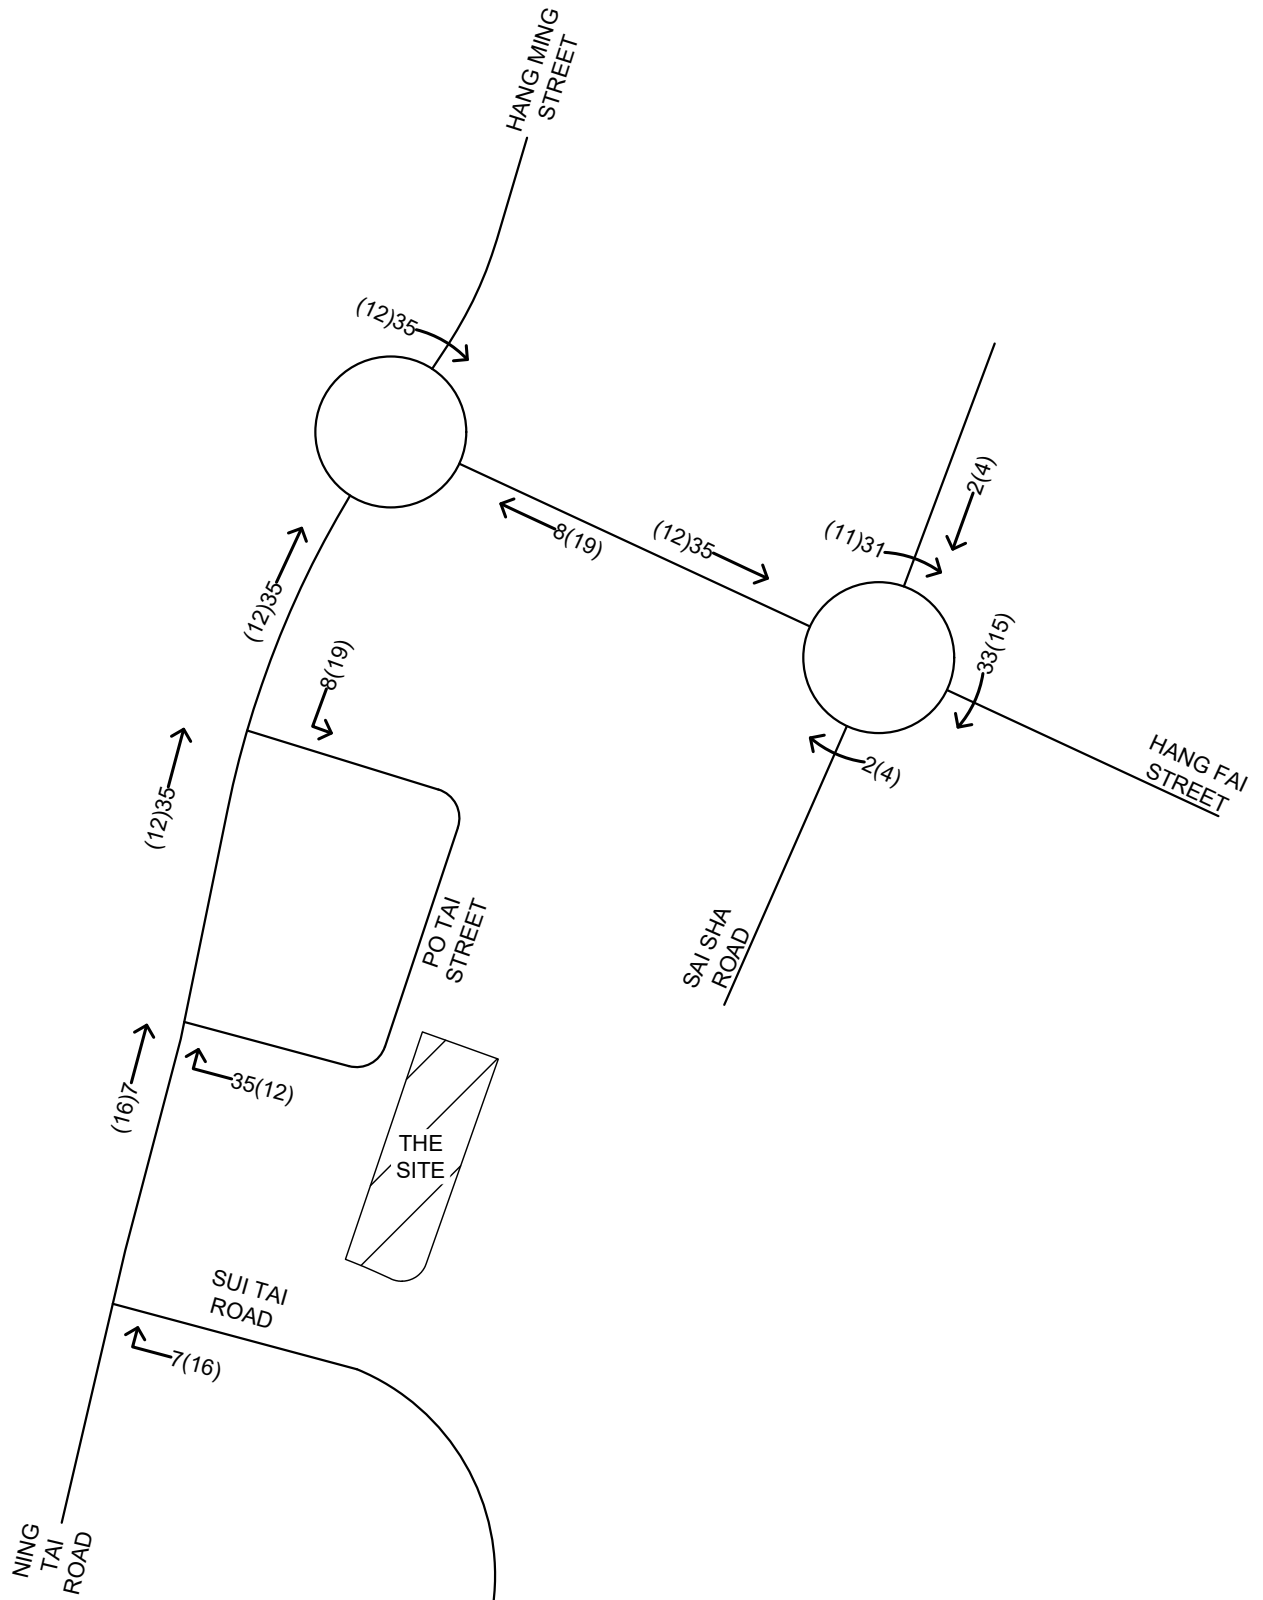 HANG MING
STREET
(12)35
2(4)
(11)31
8(19)
(12)35
(12)35
33(15)
8(19)
2(4)
HANG FAI
STREET
(12)35
PO TAI
STREET
SAI SHA
ROAD
(16)7
35(12)
THE
SITE
SUI TAI
ROAD
7(16)
NING
TAI
ROAD